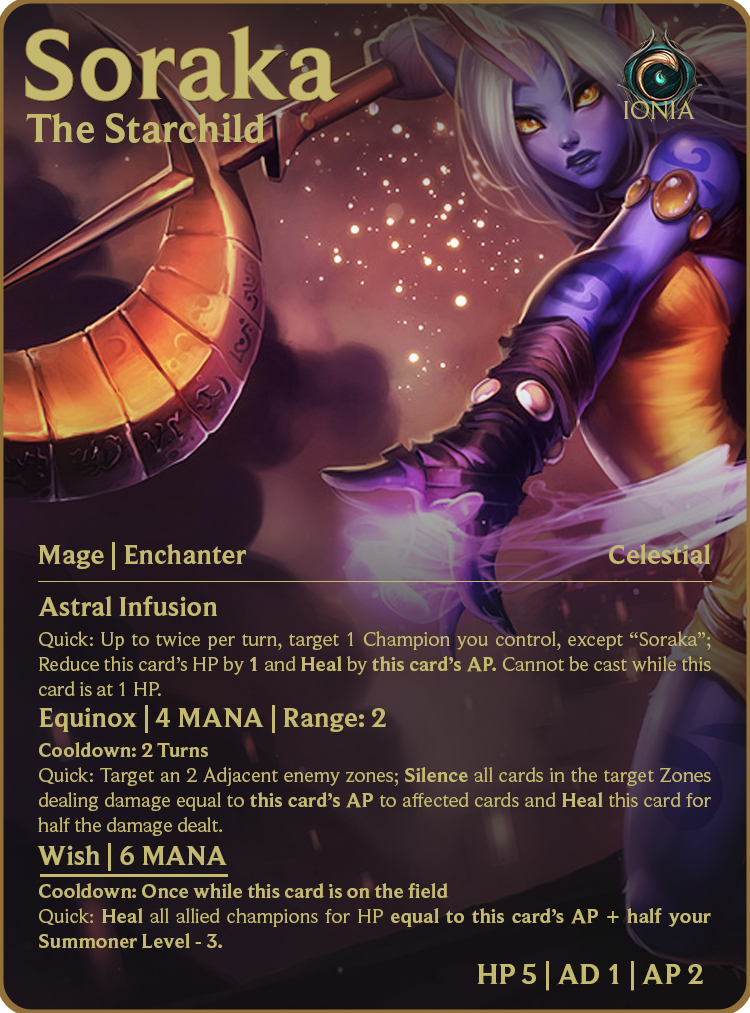 Soraka
The Starchild
IONIA
Mage | Enchanter
Celestial
Astral Infusion
Quick: Up to twice per turn, target 1 Champion you control, except “Soraka”;
Reduce this card’s HP by 1 and Heal by this card’s AP. Cannot be cast while this
card is at 1 HP.
Equinox | 4 MANA | Range: 2
Cooldown: 2 Turns
Quick: Target an 2 Adjacent enemy zones; Silence all cards in the target Zones
dealing damage equal to this card’s AP to affected cards and Heal this card for
half the damage dealt.
Wish | 6 MANA
Cooldown: Once while this card is on the field
Quick: Heal all allied champions for HP equal to this card’s AP + half your
Summoner Level - 3.
HP 5 | AD 1 | AP 2